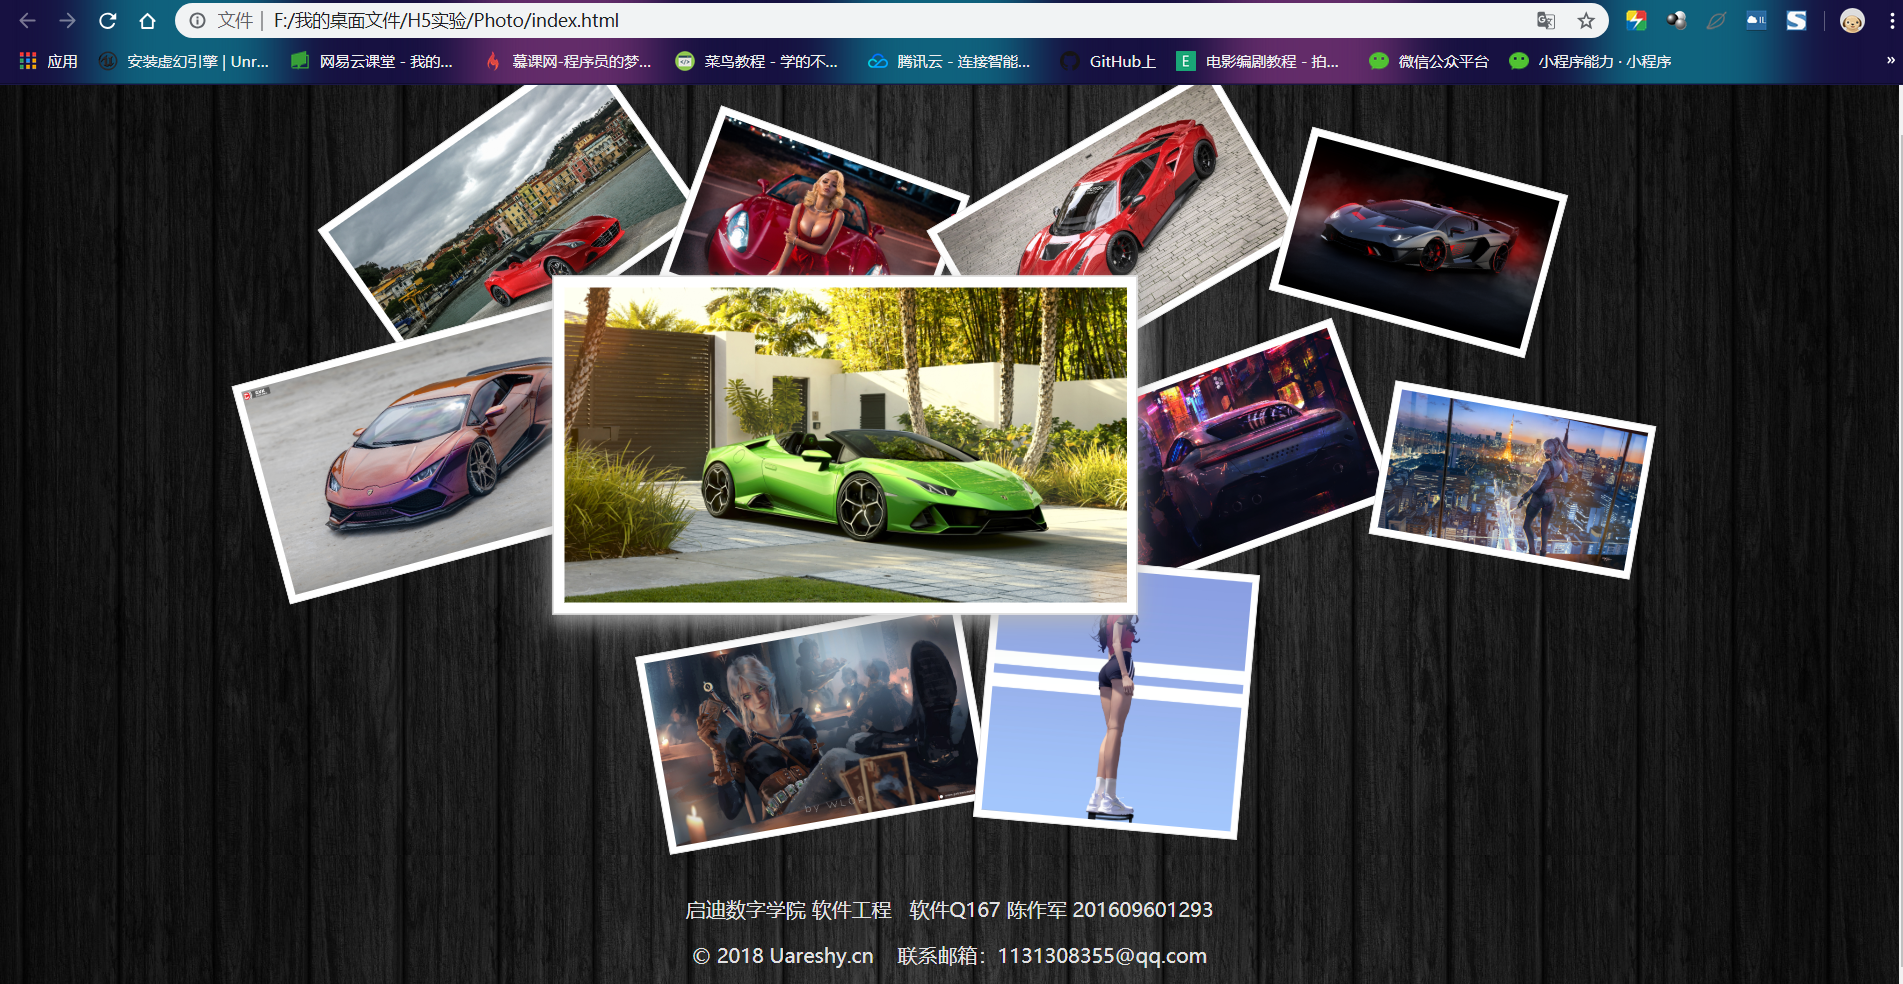 文件 | F:/我的桌面文件/H5实验/Photo/index.html
应用 安装虚幻引擎 | Unr... 网易云课堂 - 我的... 慕课网-程序员的梦... 菜鸟教程 - 学的不... 腾讯云 - 连接智能... GitHub上 E 电影编剧教程 - 拍... 微信公众平台 小程序能力 · 小程序 »
by WLOP
启迪数字学院 软件工程 软件Q167 陈作军 201609601293
© 2018 Uareshy.cn 联系邮箱：1131308355@qq.com